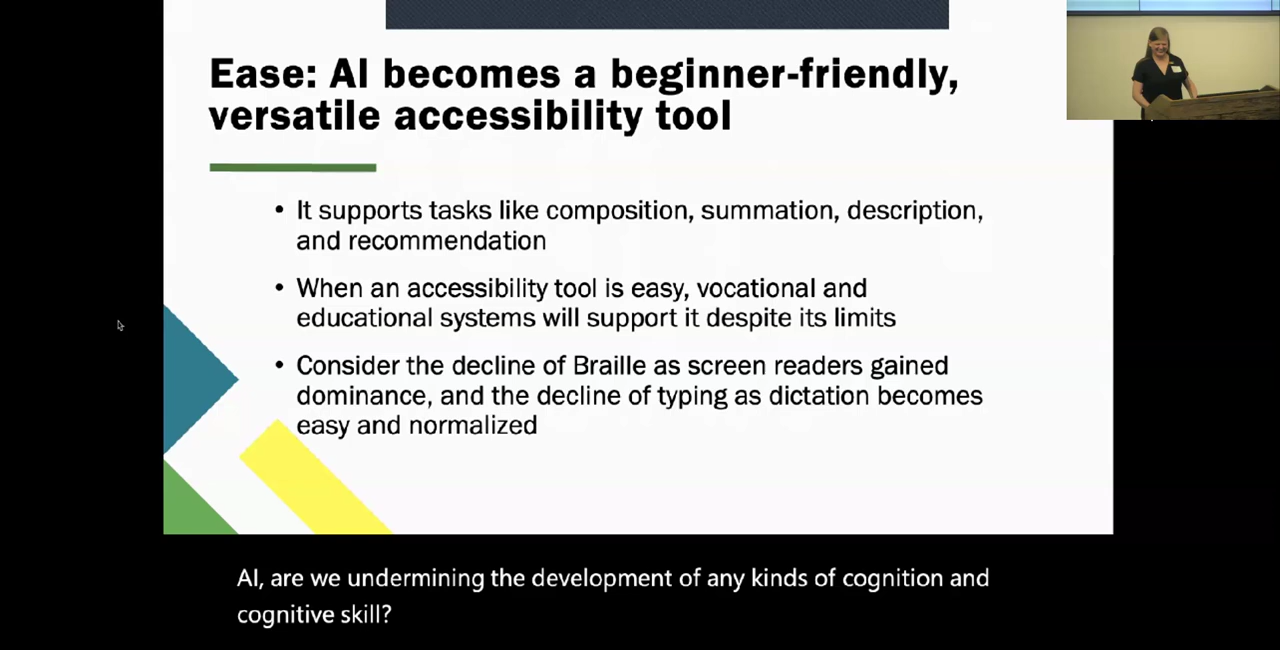 Ease: AI becomes a beginner-friendly,
versatile accessibility tool
• It supports tasks like composition, summation, description,
and recommendation
• When an accessibility tool is easy, vocational and
educational systems will support it despite its limits
• Consider the decline of Braille as screen readers gained
dominance, and the decline of typing as dictation becomes
easy and normalized
AI, are we undermining the development of any kinds of cognition and
cognitive skill?